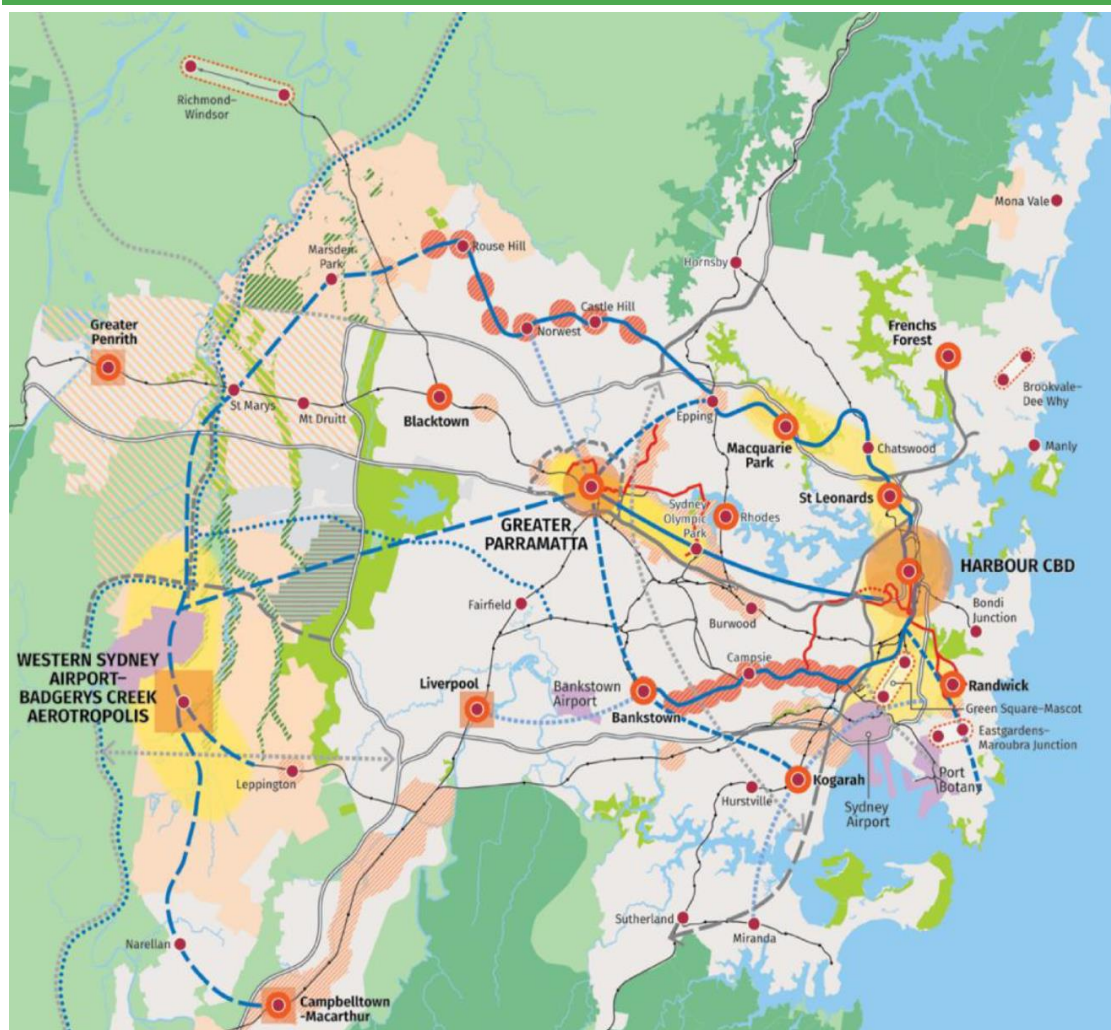 Richmond–
Windsor
Mona Vale
Marsden
Park
Rouse Hill
Hornsby
Castle Hill
Norwest
Greater
Penrith
Frenchs
Forest
Brookvale–
Dee Why
St Marys
Mt Druitt
Blacktown
Epping
Macquarie
Park
Chatswood
Manly
St Leonards
GREATER
PARRAMATTA
Sydney
Olympic
Park
Rhodes
HARBOUR CBD
Fairfield
Burwood
Bondi
Junction
WESTERN SYDNEY
AIRPORT–
BADGERYS CREEK
AEROTROPOLIS
Liverpool
Bankstown
Airport
Campsie
Bankstown
Randwick
Green Square–Mascot
Eastgardens–
Maroubra Junction
Leppington
Kogarah
Port
Botany
Hurstville
Sydney
Airport
Sutherland
Miranda
Narellan
Campbelltown
-Macarthur